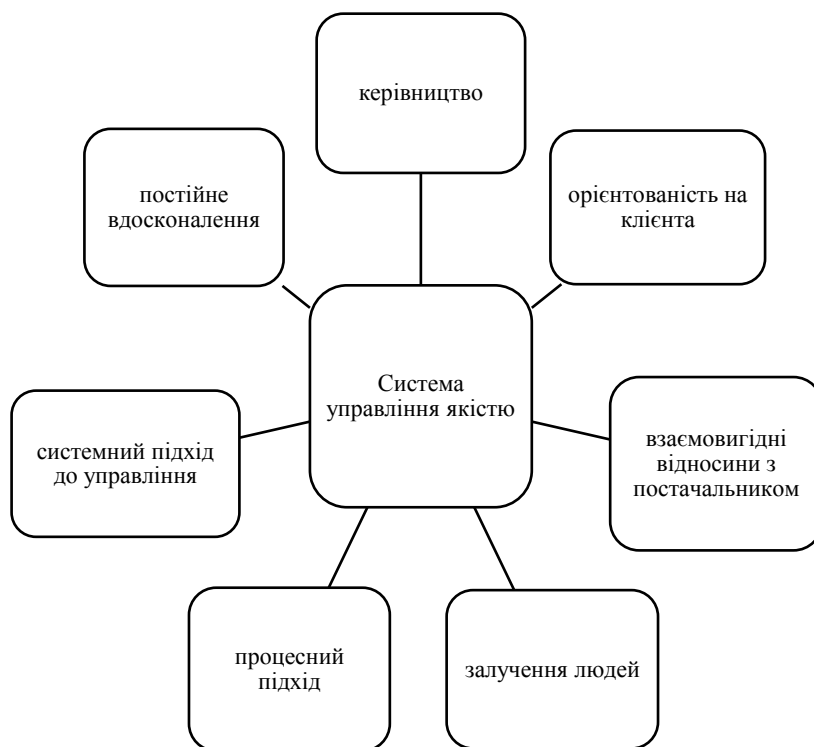 керівництво
постійне
вдосконалення
орієнтованість на
клієнта
Система
управління якістю
системний підхід
до управління
взаємовигідні
відносини з
постачальником
процесний
підхід
залучення людей